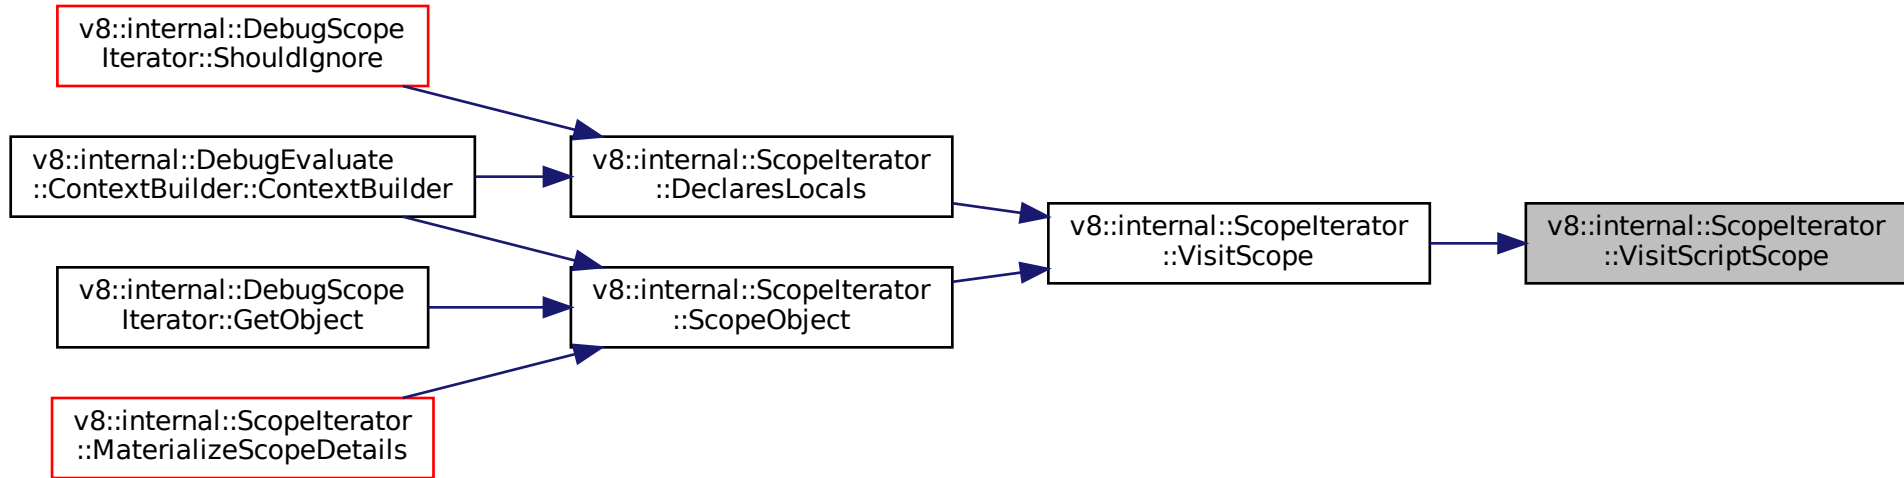 v8::internal::DebugScope
Iterator::ShouldIgnore
v8::internal::DebugEvaluate
::ContextBuilder::ContextBuilder
v8::internal::DebugScope
Iterator::GetObject
v8::internal::ScopeIterator
::MaterializeScopeDetails
v8::internal::ScopeIterator
::DeclaresLocals
v8::internal::ScopeIterator
::ScopeObject
v8::internal::ScopeIterator
::VisitScope
v8::internal::ScopeIterator
::VisitScriptScope